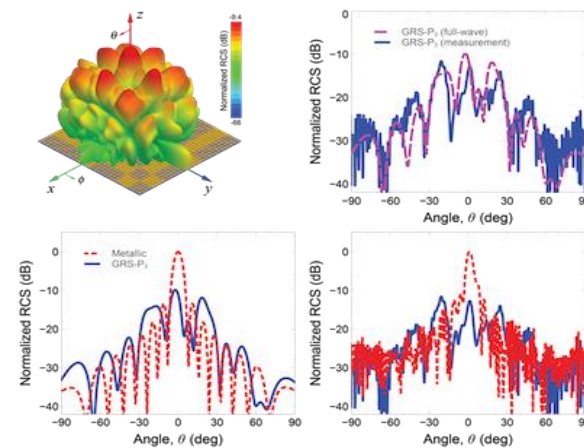 z
θ
-9.4
Normalized RCS (dB)
-66
x
ϕ
y
Normalized RCS (dB)
0
−10
−20
−30
−40
GRS-P₃ (full-wave)
GRS-P₃ (measurement)
−90 −60 −30 0 30 60 90
Angle, θ (deg)
Normalized RCS (dB)
0
−10
−20
−30
−40
Metallic
GRS-P₃
−90 −60 −30 0 30 60 90
Angle, θ (deg)
Normalized RCS (dB)
0
−10
−20
−30
−40
−90 −60 −30 0 30 60 90
Angle, θ (deg)